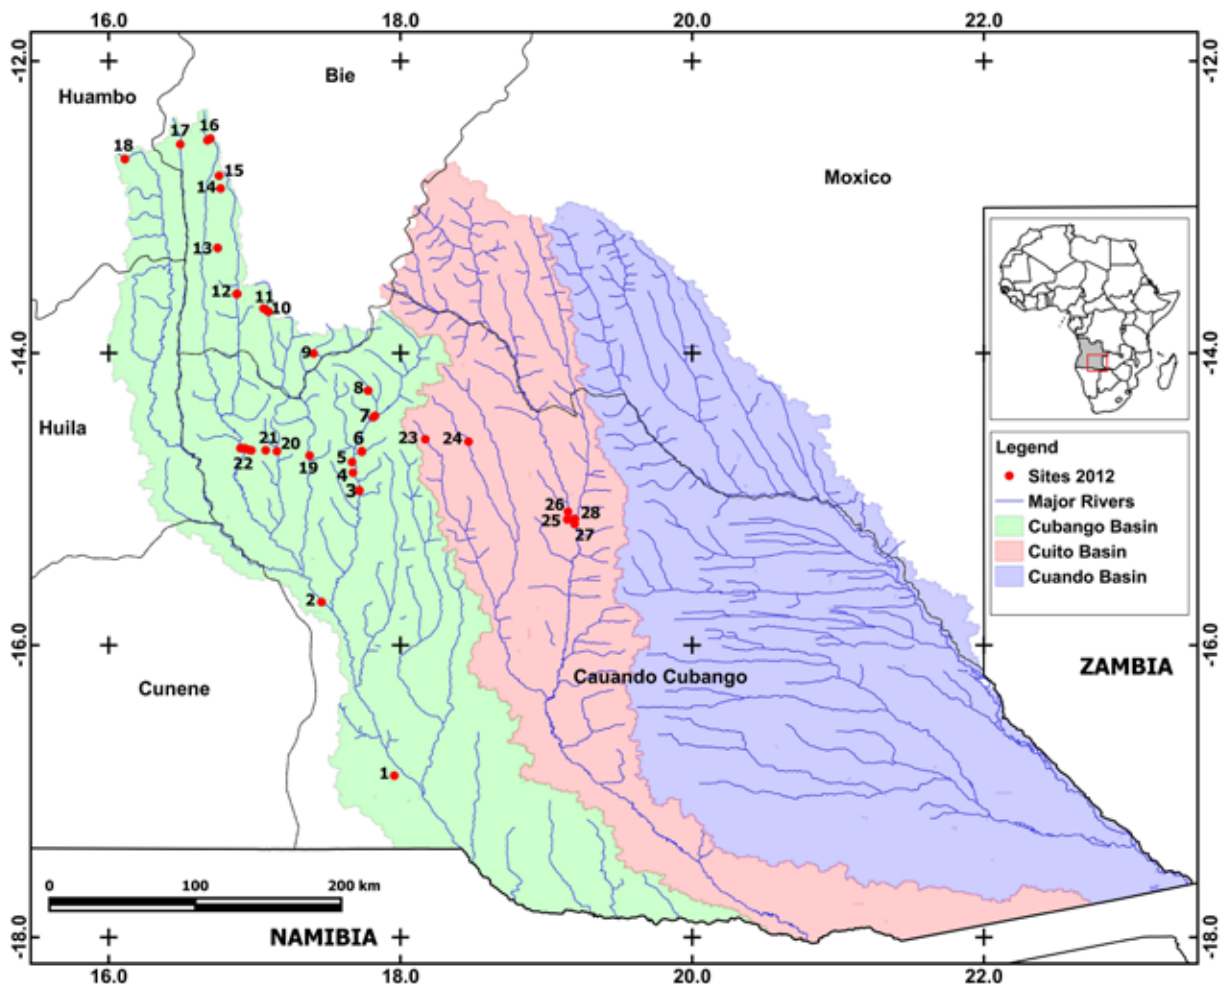 16.0 18.0 20.0 22.0
-12.0 -12.0
Bie
Huambo
17 16
18
15
14
Moxico
13
12 11
10
-14.0 9 -14.0
8
7
Huila
21 20 6 23 24
22 19 5
4
3
26 28
25
27
Legend
Sites 2012
Major Rivers
Cubango Basin
Cuito Basin
Cuando Basin
2
-16.0 -16.0
ZAMBIA
Cauando Cubango
Cunene
1
0 100 200 km
NAMIBIA
-18.0 -18.0
16.0 18.0 20.0 22.0